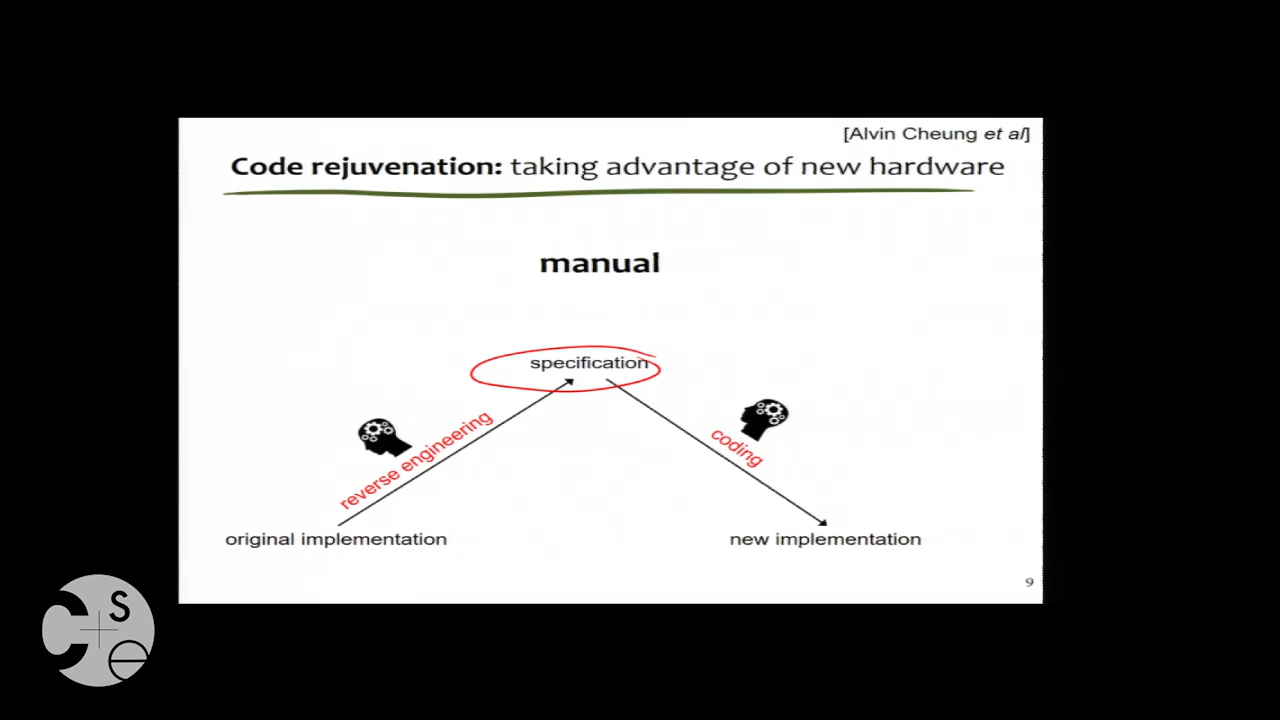 [Alvin Cheung et al]
Code rejuvenation: taking advantage of new hardware
manual
specification
reverse engineering
coding
original implementation
new implementation
9
C S e